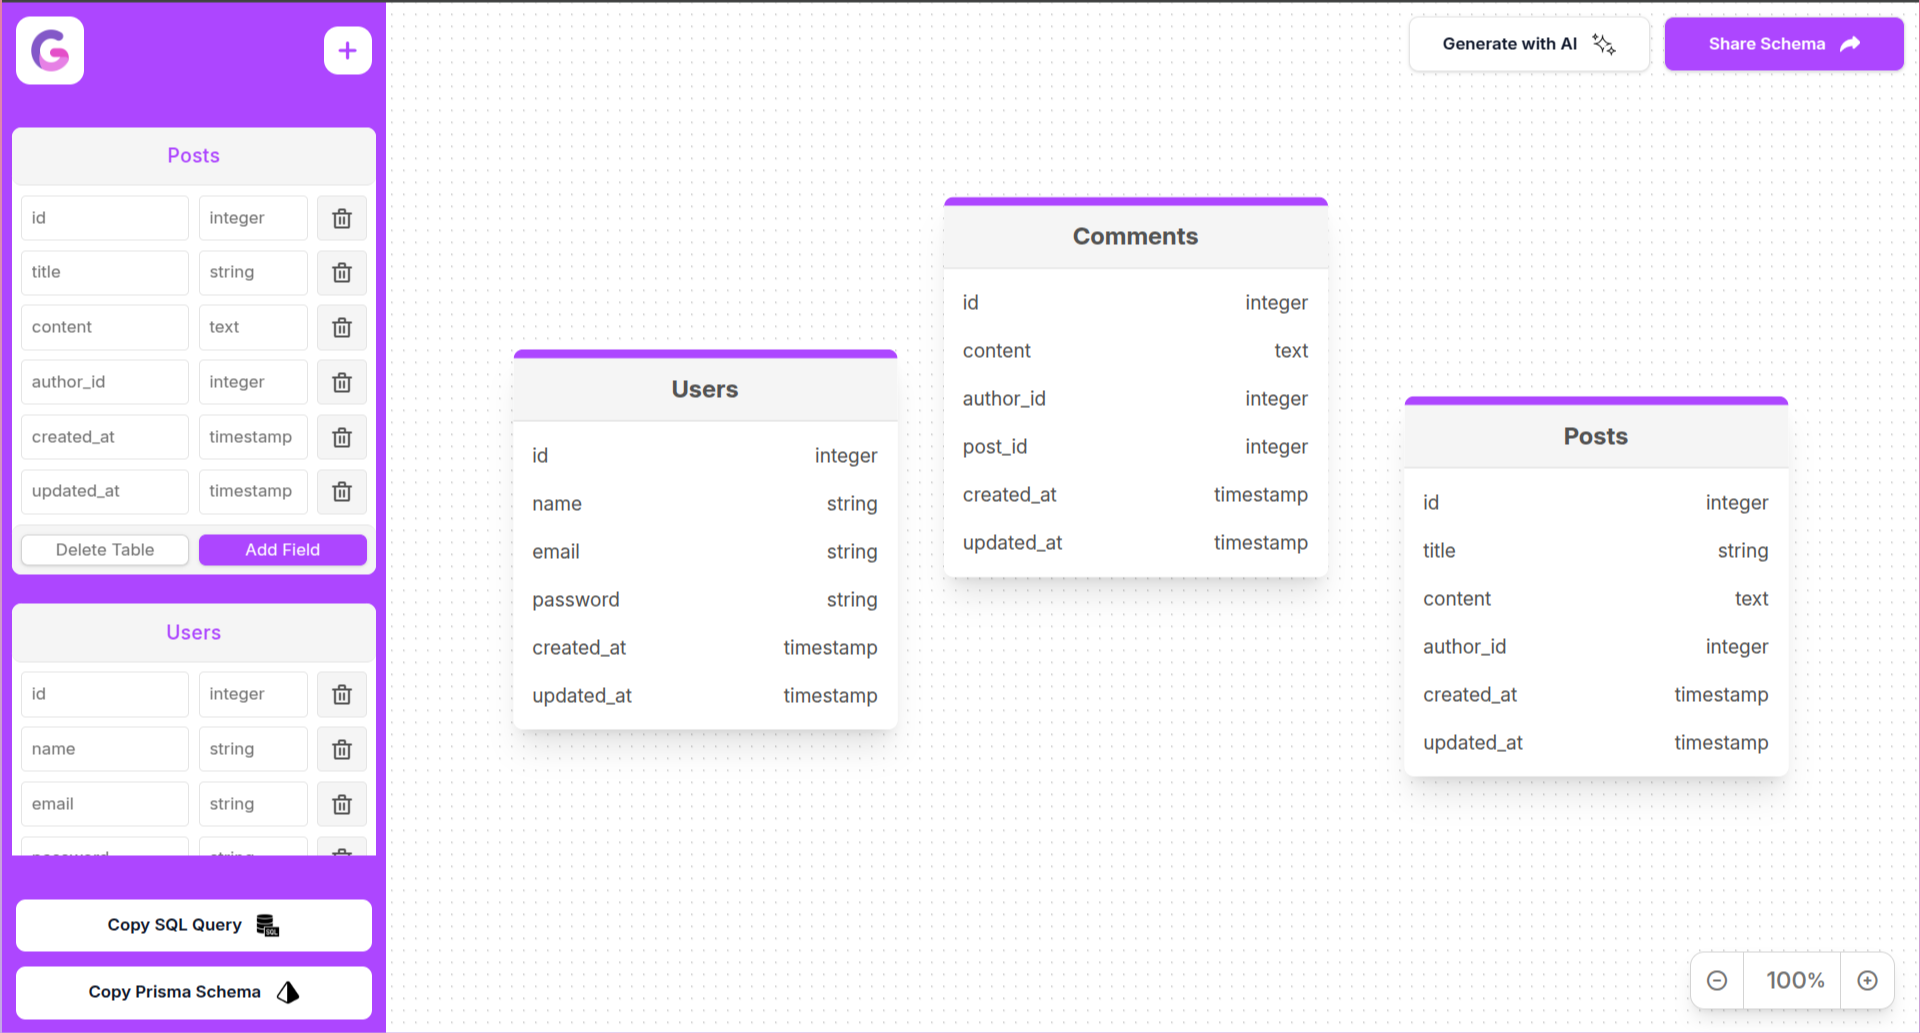 G
Generate with AI
Share Schema
Posts
id integer
title string
content text
author_id integer
created_at timestamp
updated_at timestamp
Delete Table Add Field
Users
id integer
name string
email string
password string
Copy SQL Query
SQL
Copy Prisma Schema
Users
id integer
name string
email string
password string
created_at timestamp
updated_at timestamp
Comments
id integer
content text
author_id integer
post_id integer
created_at timestamp
updated_at timestamp
Posts
id integer
title string
content text
author_id integer
created_at timestamp
updated_at timestamp
100%